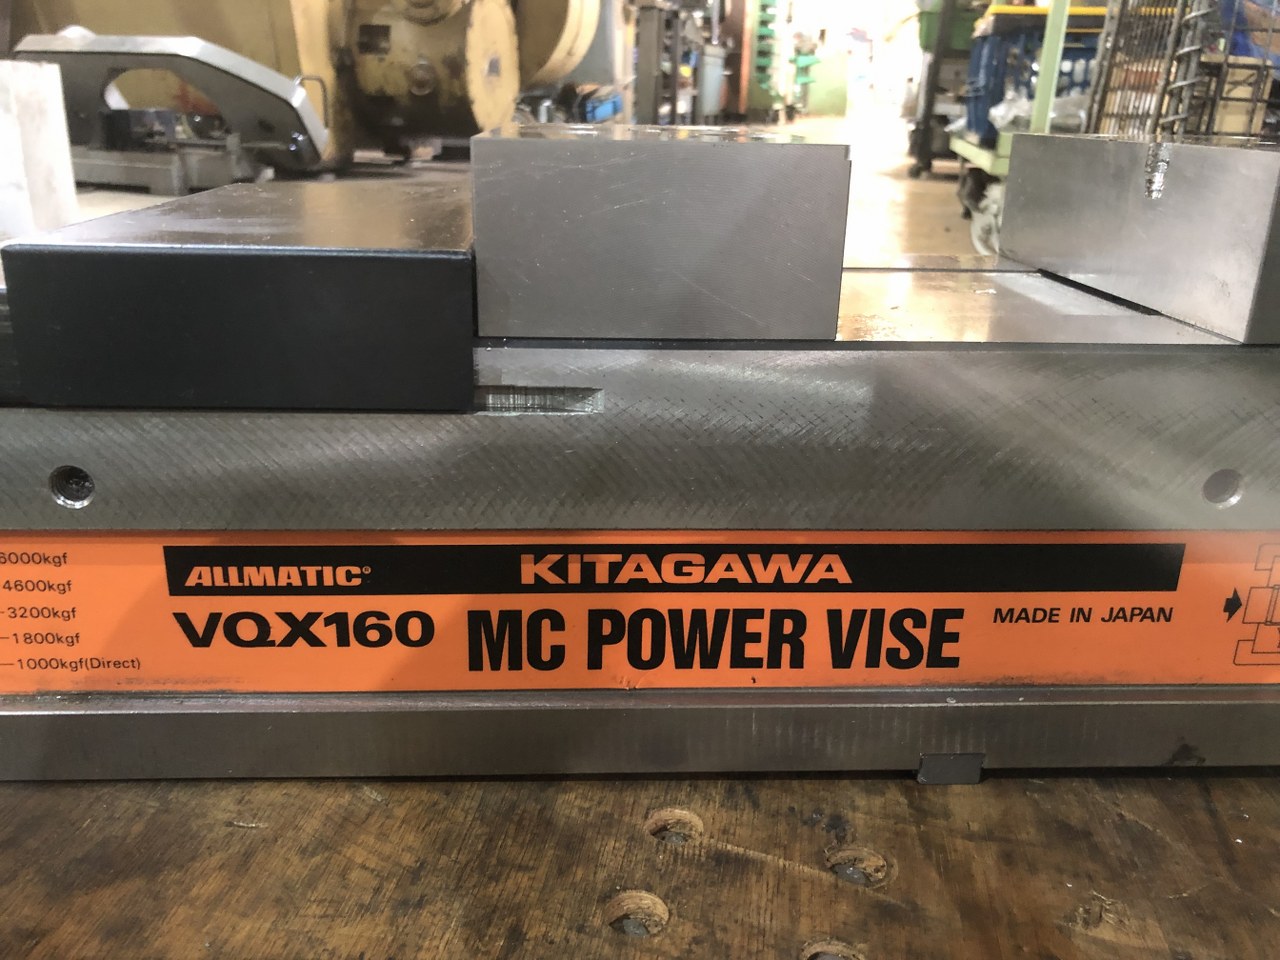 6000kgf
4600kgf
3200kgf
1800kgf
1000kgf(Direct)
ALLMATIC® KITAGAWA
VQX160 MC POWER VISE MADE IN JAPAN